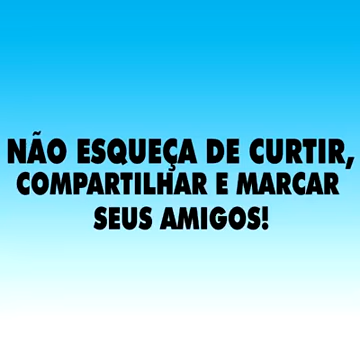 NÃO ESQUEÇA DE CURTIR,
COMPARTILHAR E MARCAR
SEUS AMIGOS!